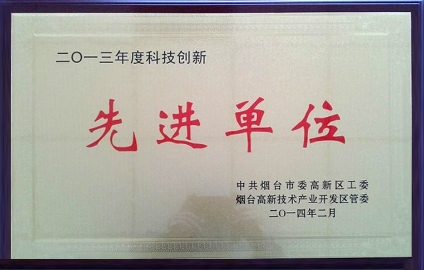 二〇一三年度科技创新
先进单位
中共烟台市委高新区工委
烟台高新技术产业开发区管委
二〇一四年二月